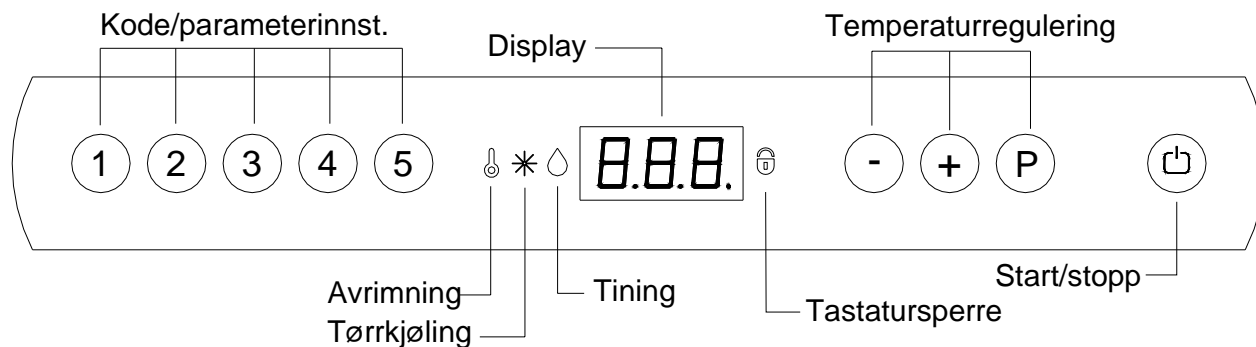 Kode/parameterinnst.
Display
Temperaturregulering
1 2 3 4 5
8.8.8.
- + P
Avrimning
Tørrkjøling
Tining
Tastatursperre
Start/stopp